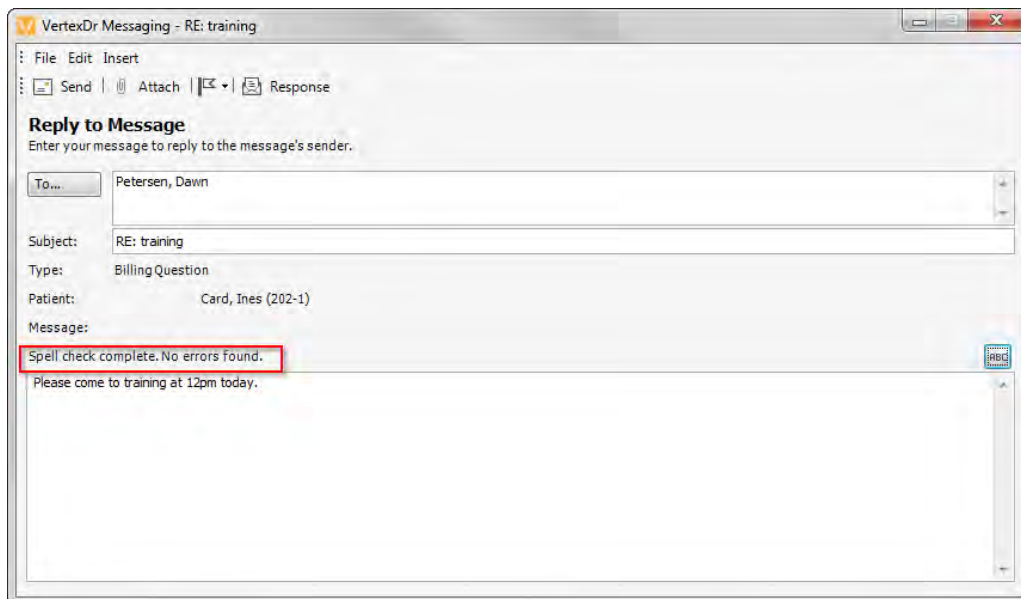 VertexDr Messaging - RE: training
File Edit Insert
Send Attach Response
Reply to Message
Enter your message to reply to the message's sender.
To... Petersen, Dawn
Subject: RE: training
Type: Billing Question
Patient: Card, Ines (202-1)
Message:
Spell check complete. No errors found.
ABC
Please come to training at 12pm today.